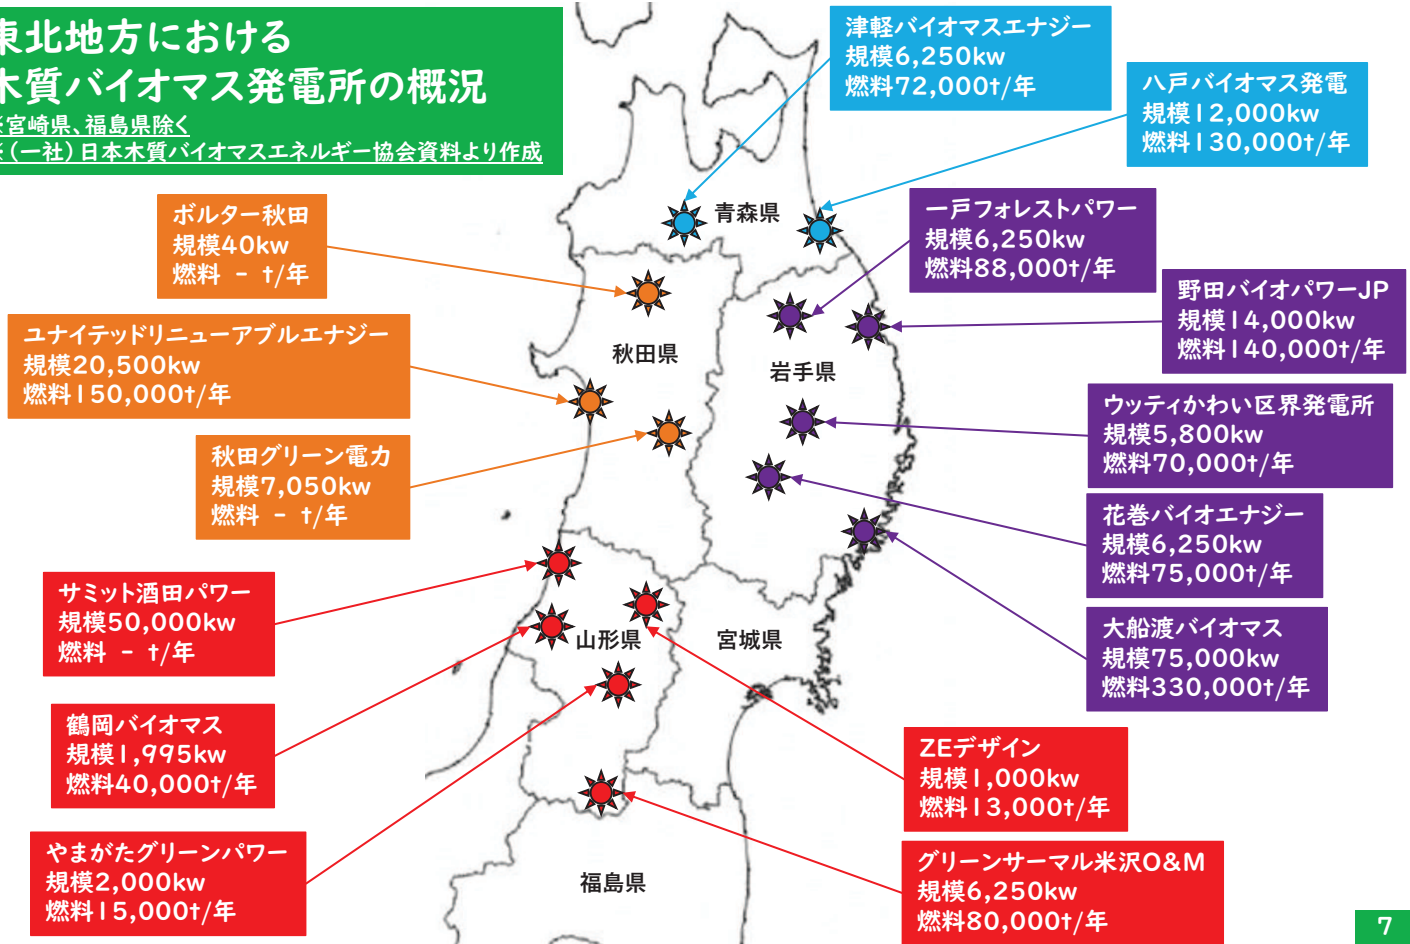 東北地方における
木質バイオマス発電所の概況
※宮崎県、福島県除く
※(一社)日本木質バイオマスエネルギー協会資料より作成
津軽バイオマスエナジー
規模6,250kw
燃料72,000t/年
八戸バイオマス発電
規模12,000kw
燃料130,000t/年
ボルター秋田
規模40kw
燃料 - t/年
青森県
一戸フォレストパワー
規模6,250kw
燃料88,000t/年
野田バイオパワーJP
規模14,000kw
燃料140,000t/年
ユナイテッドリニューアブルエナジー
規模20,500kw
燃料150,000t/年
秋田県
岩手県
ウッティかわい区界発電所
規模5,800kw
燃料70,000t/年
秋田グリーン電力
規模7,050kw
燃料 - t/年
花巻バイオエナジー
規模6,250kw
燃料75,000t/年
サミット酒田パワー
規模50,000kw
燃料 - t/年
山形県
宮城県
大船渡バイオマス
規模75,000kw
燃料330,000t/年
鶴岡バイオマス
規模1,995kw
燃料40,000t/年
ZEデザイン
規模1,000kw
燃料13,000t/年
やまがたグリーンパワー
規模2,000kw
燃料15,000t/年
福島県
グリーンサーマル米沢O&M
規模6,250kw
燃料80,000t/年
7